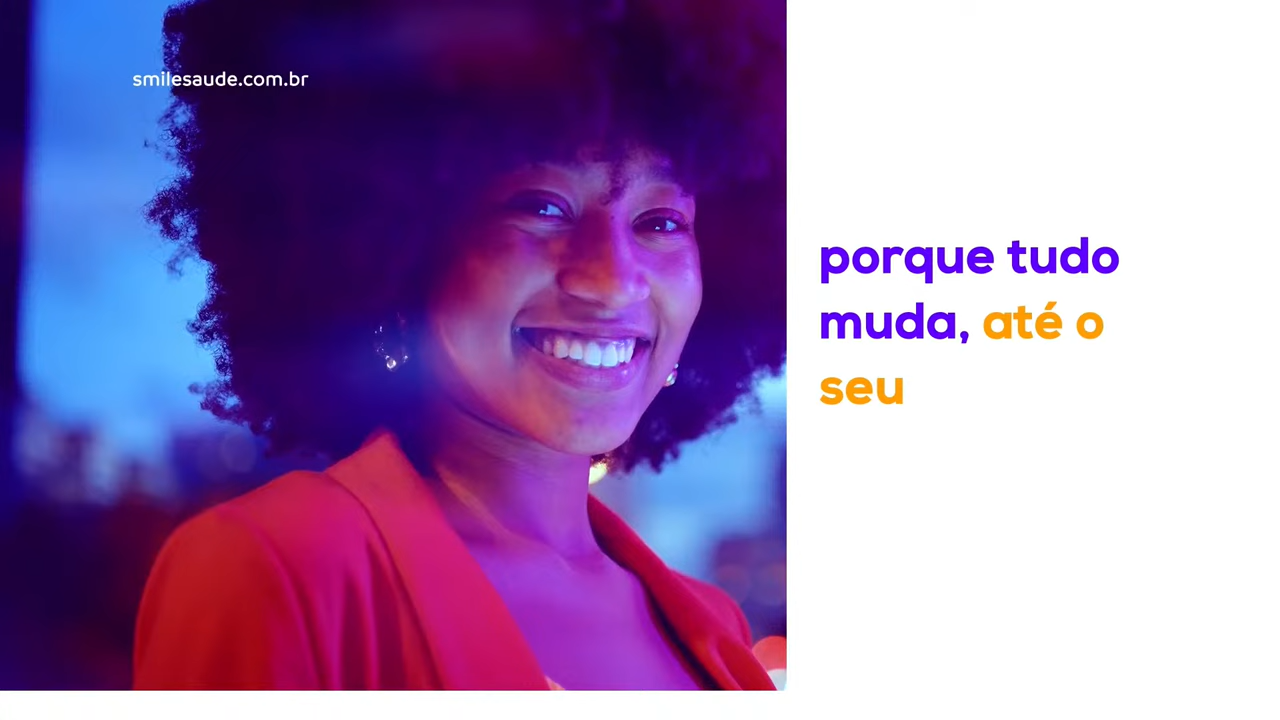 smilesaude.com.br
porque tudo
muda, até o
seu